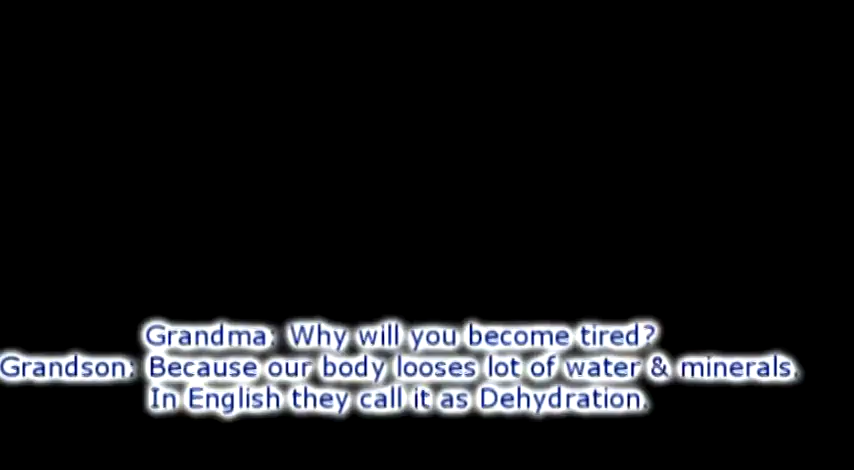 Grandma: Why will you become tired?
Grandson: Because our body looses lot of water & minerals.
In English they call it as Dehydration.